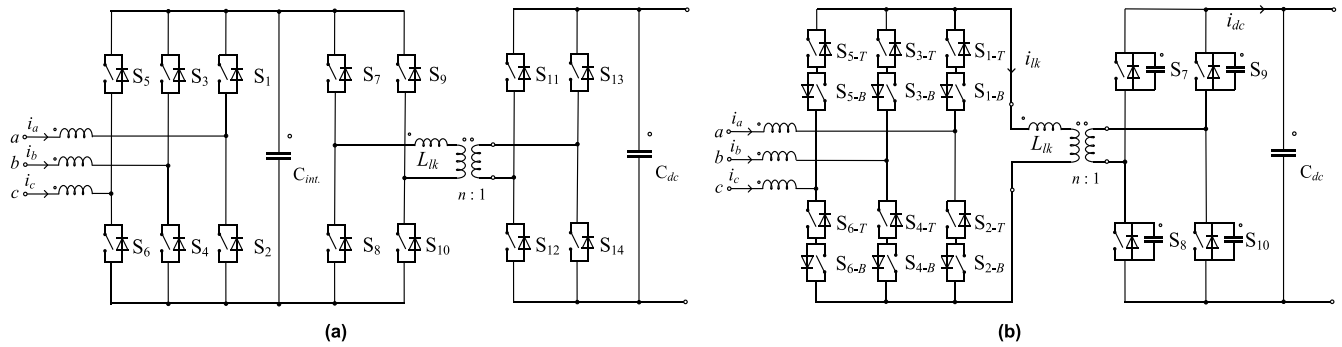 S5 S3 S1 S7 S9 S11 S13
a ia
b ib
c ic
Cint. Llk n : 1 Cdc
S6 S4 S2 S8 S10 S12 S14
(a)
idc
S5-T S3-T S1-T ilk S7 S9
S5-B S3-B S1-B
a ia
b ib
c ic
Llk n : 1 Cdc
S6-T S4-T S2-T S8 S10
S6-B S4-B S2-B
(b)